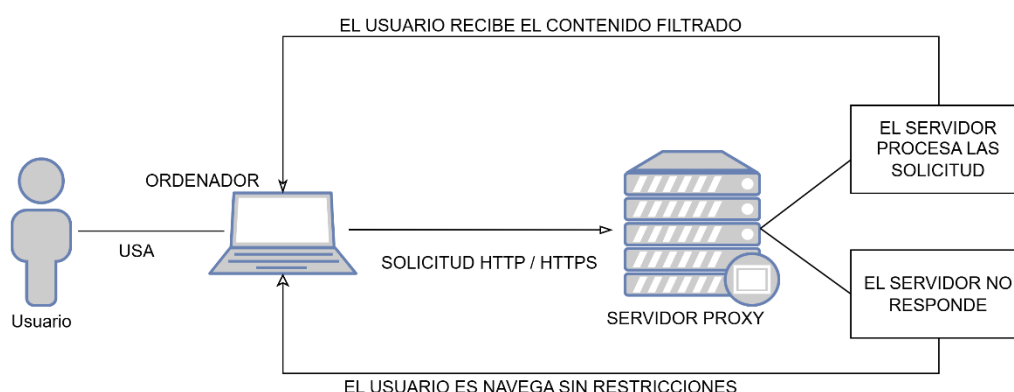 EL USUARIO RECIBE EL CONTENIDO FILTRADO
EL SERVIDOR
PROCESA LAS
SOLICITUD
ORDENADOR
USA
SOLICITUD HTTP / HTTPS
EL SERVIDOR NO
RESPONDE
Usuario
SERVIDOR PROXY
EL USUARIO ES NAVEGA SIN RESTRICCIONES